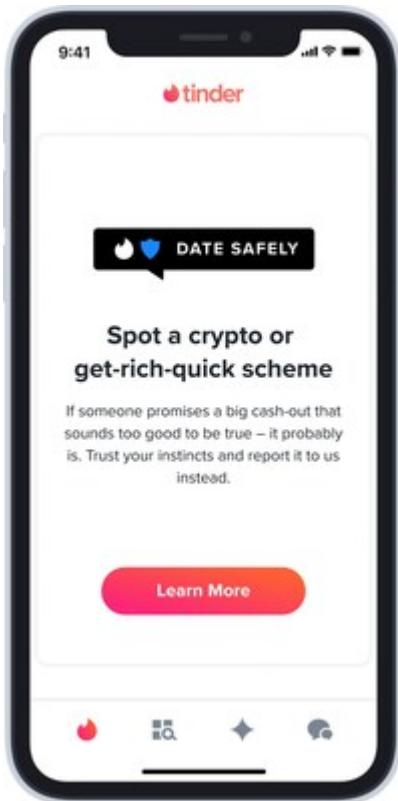 9:41
tinder
DATE SAFELY
Spot a crypto or
get-rich-quick scheme
If someone promises a big cash-out that
sounds too good to be true – it probably
is. Trust your instincts and report it to us
instead.
Learn More